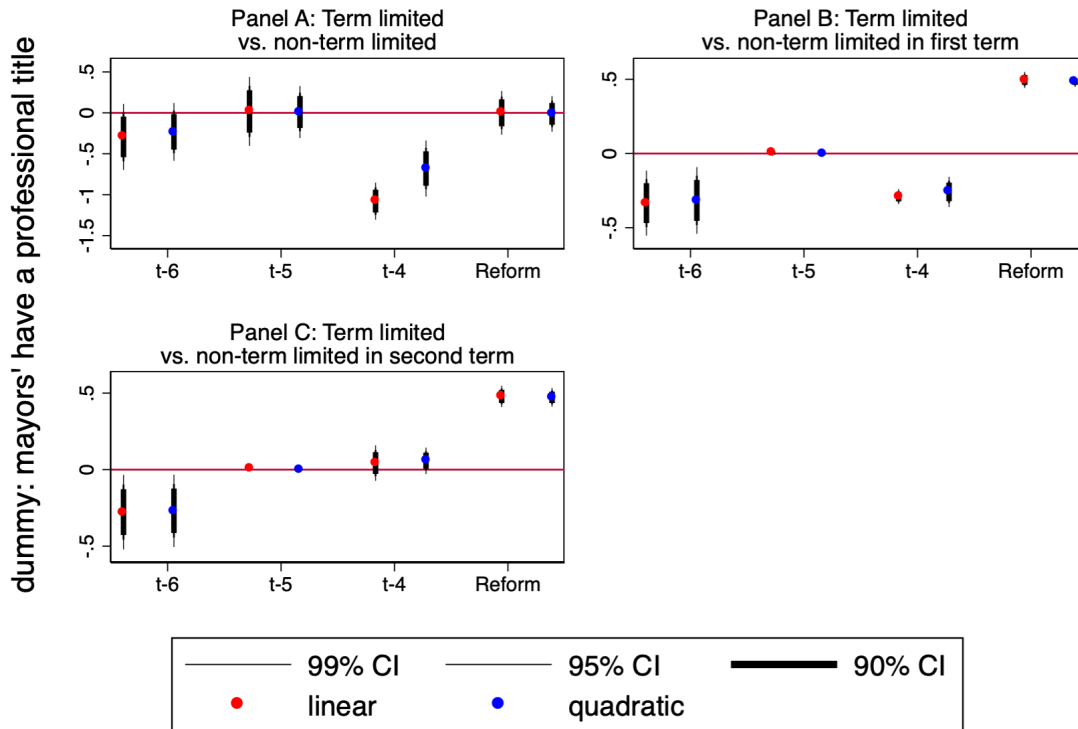 dummy: mayors' have a professional title
Panel A: Term limited
vs. non-term limited
.5
0
-.5
-1
-1.5
t-6 t-5 t-4 Reform
Panel B: Term limited
vs. non-term limited in first term
.5
0
-.5
t-6 t-5 t-4 Reform
Panel C: Term limited
vs. non-term limited in second term
.5
0
-.5
t-6 t-5 t-4 Reform
99% CI 95% CI 90% CI
linear quadratic